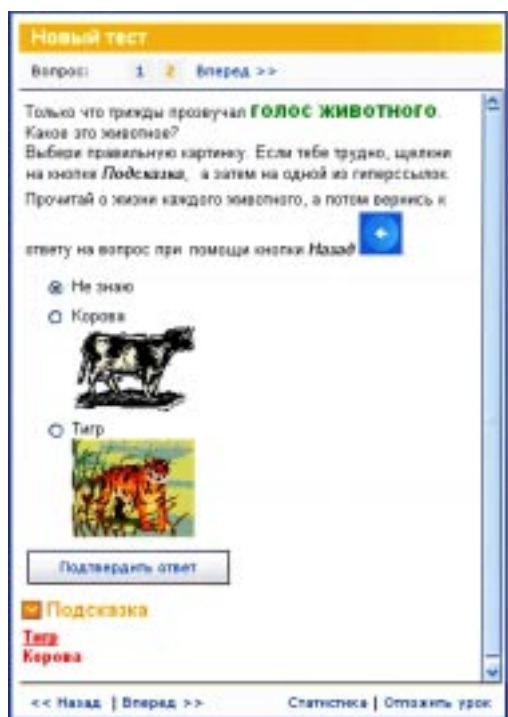 Новый тест
Вопрос: 1 2 Вперед >>
Только что трижды прозвучал ГОЛОС ЖИВОТНОГО.
Какое это животное?
Выбери правильную картинку. Если тебе трудно, щелкни
на кнопке Подсказка, а затем на одной из гиперссылок.
Прочитай о жизни каждого животного, а потом вернись к
ответу на вопрос при помощи кнопки Назад
Не знаю
Корова
Тигр
Подтвердить ответ
Подсказка
Тигр
Корова
<< Назад | Вперед >> Статистика | Отложить урок